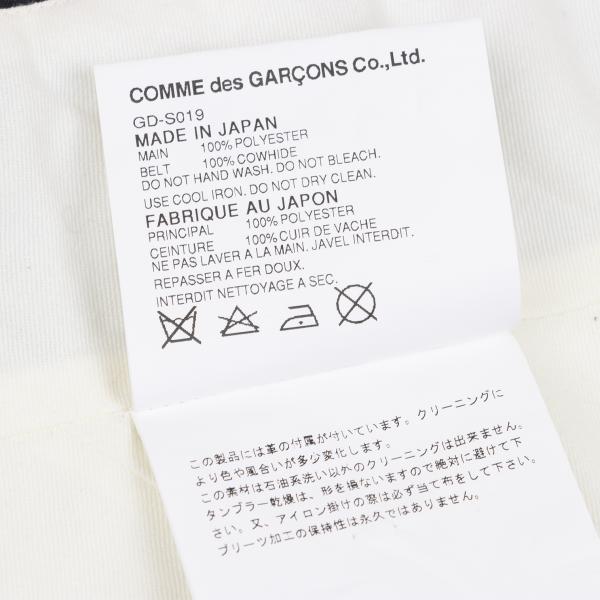 COMME des GARÇONS Co.,Ltd.
GD-S019
MADE IN JAPAN
MAIN 100% POLYESTER
BELT 100% COWHIDE
DO NOT HAND WASH. DO NOT BLEACH.
USE COOL IRON. DO NOT DRY CLEAN.
FABRIQUE AU JAPON
PRINCIPAL 100% POLYESTER
CEINTURE 100% CUIR DE VACHE
NE PAS LAVER A LA MAIN. JAVEL INTERDIT.
REPASSER A FER DOUX.
INTERDIT NETTOYAGE A SEC.
この製品には革の付属が付いています。クリーニングに
より色や風合いが多少変化します。
この素材は石油系洗い以外のクリーニングは出来ません。
タンブラー乾燥は、形を損ないますので絶対に避けて下
さい。又、アイロン掛けの際は必ず当て布をして下さい。
プリーツ加工の保持性は永久ではありません。